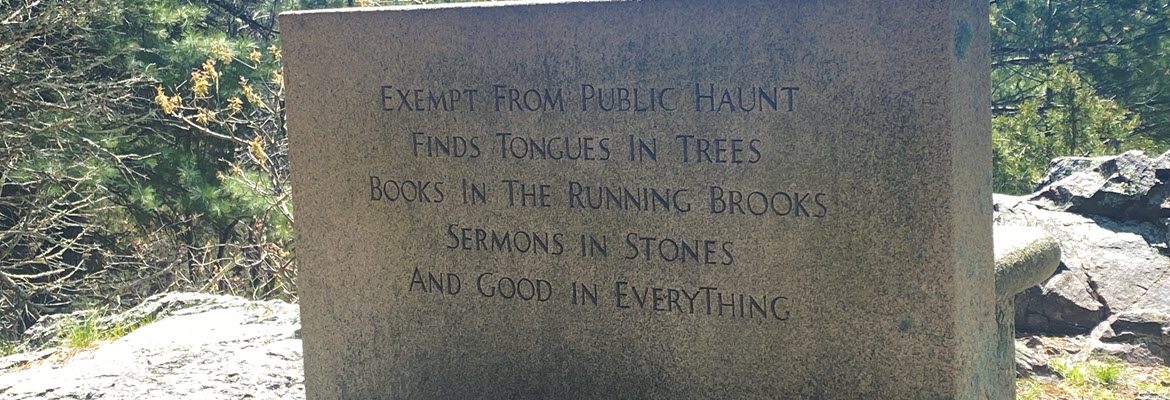 Exempt From Public Haunt
Finds Tongues In Trees
Books In The Running Brooks
Sermons in Stones
And Good in EveryThing